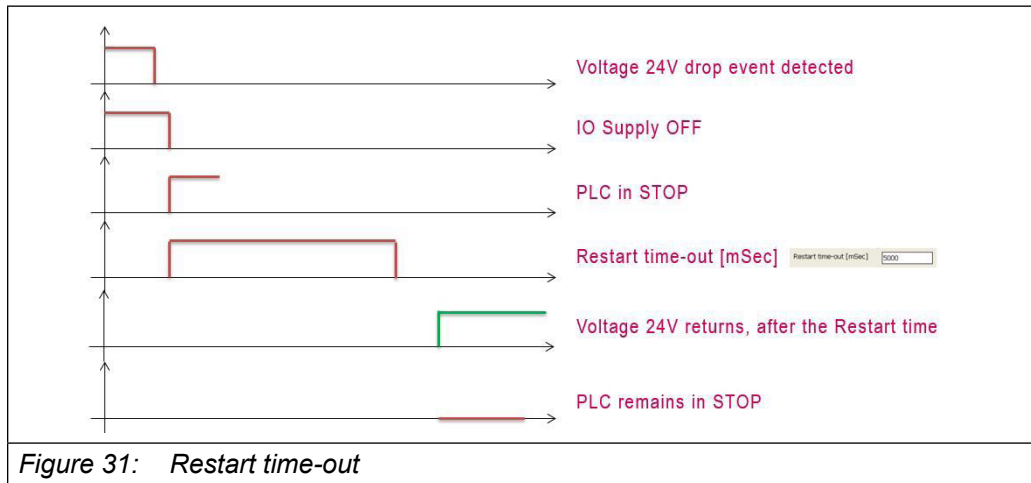 Voltage 24V drop event detected
IO Supply OFF
PLC in STOP
Restart time-out [mSec] Restart time-out [mSec] 5000
Voltage 24V returns, after the Restart time
PLC remains in STOP
Figure 31: Restart time-out